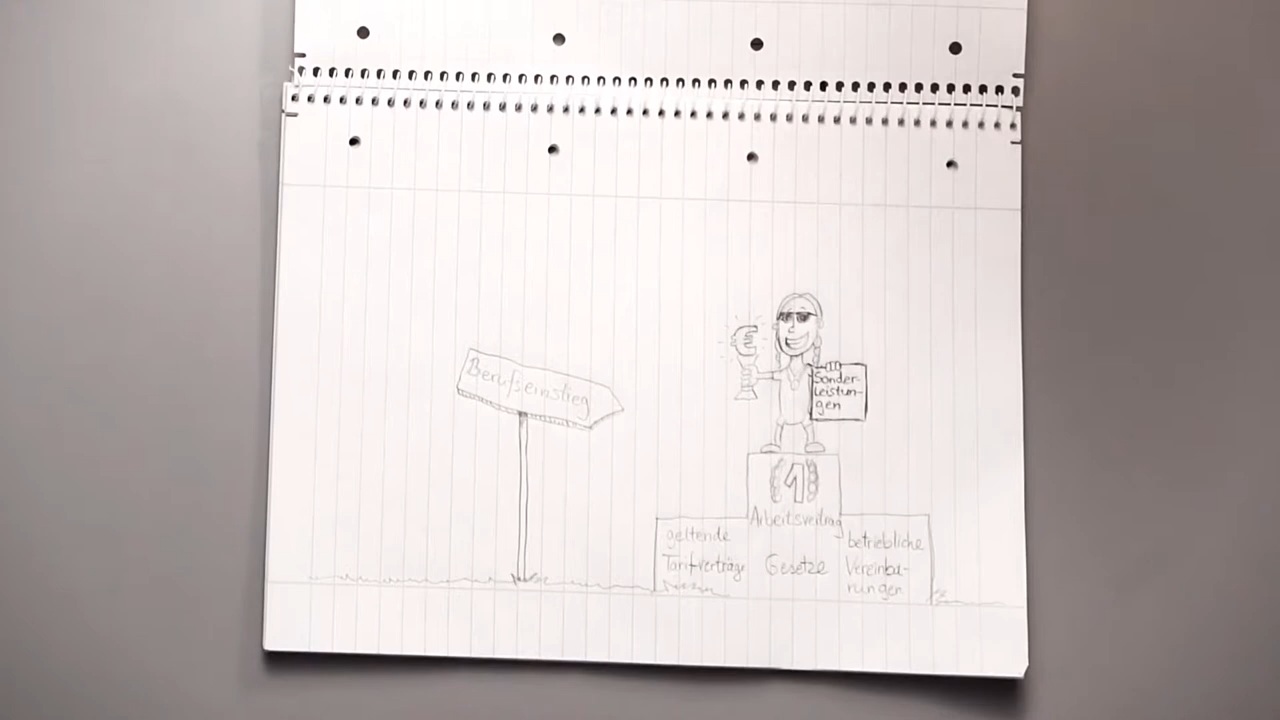 Berufseinstieg
€
Sonder-
leistun-
gen
1
Arbeitsvertrag
geltende
Tarifverträge
Gesetze
betriebliche
Vereinba-
rungen